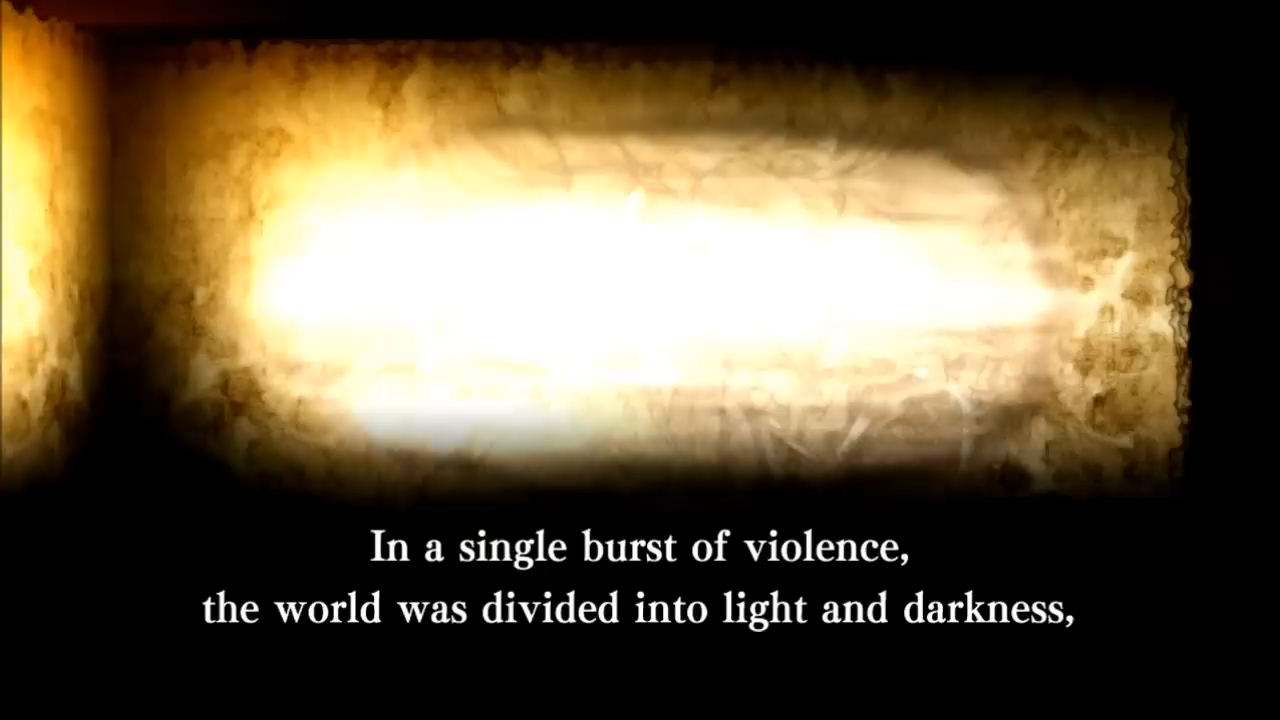 In a single burst of violence,
the world was divided into light and darkness,